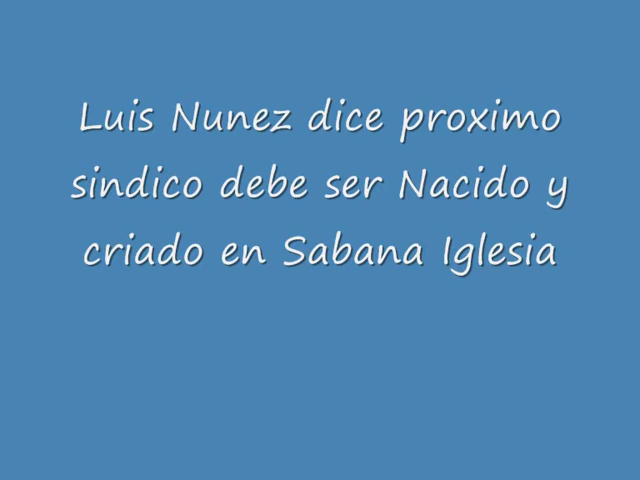 Luis Nunez dice proximo
sindico debe ser Nacido y
criado en Sabana Iglesia